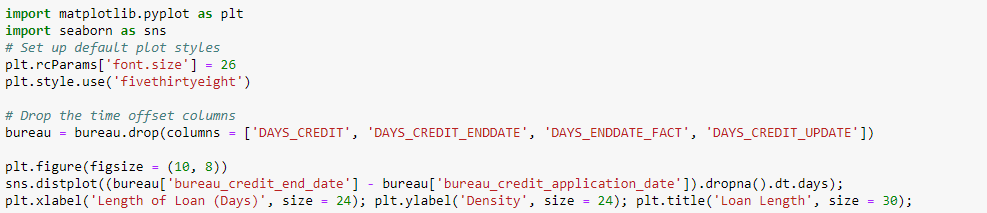 import matplotlib.pyplot as plt
import seaborn as sns
# Set up default plot styles
plt.rcParams['font.size'] = 26
plt.style.use('fivethirtyeight')
# Drop the time offset columns
bureau = bureau.drop(columns = ['DAYS_CREDIT', 'DAYS_CREDIT_ENDDATE', 'DAYS_ENDDATE_FACT', 'DAYS_CREDIT_UPDATE'])
plt.figure(figsize = (10, 8))
sns.distplot((bureau['bureau_credit_end_date'] - bureau['bureau_credit_application_date']).dropna().dt.days);
plt.xlabel('Length of Loan (Days)', size = 24); plt.ylabel('Density', size = 24); plt.title('Loan Length', size = 30);